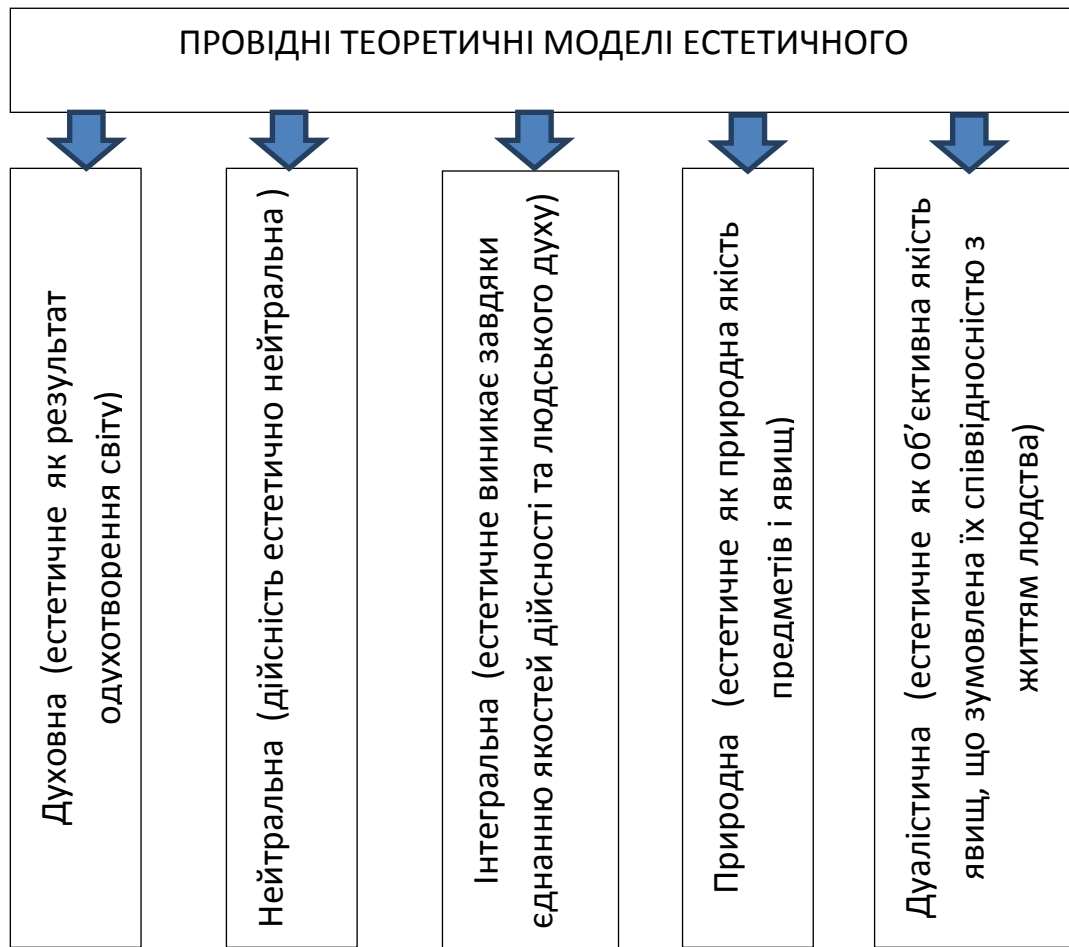 ПРОВІДНІ ТЕОРЕТИЧНІ МОДЕЛІ ЕСТЕТИЧНОГО
Духовна (естетичне як результат
одухотворення світу)
Нейтральна (дійсність естетично нейтральна )
Інтегральна (естетичне виникає завдяки
єднанню якостей дійсності та людського духу)
Природна (естетичне як природна якість
предметів і явищ)
Дуалістична (естетичне як об’єктивна якість
явищ, що зумовлена їх співвідносністю з
життям людства)